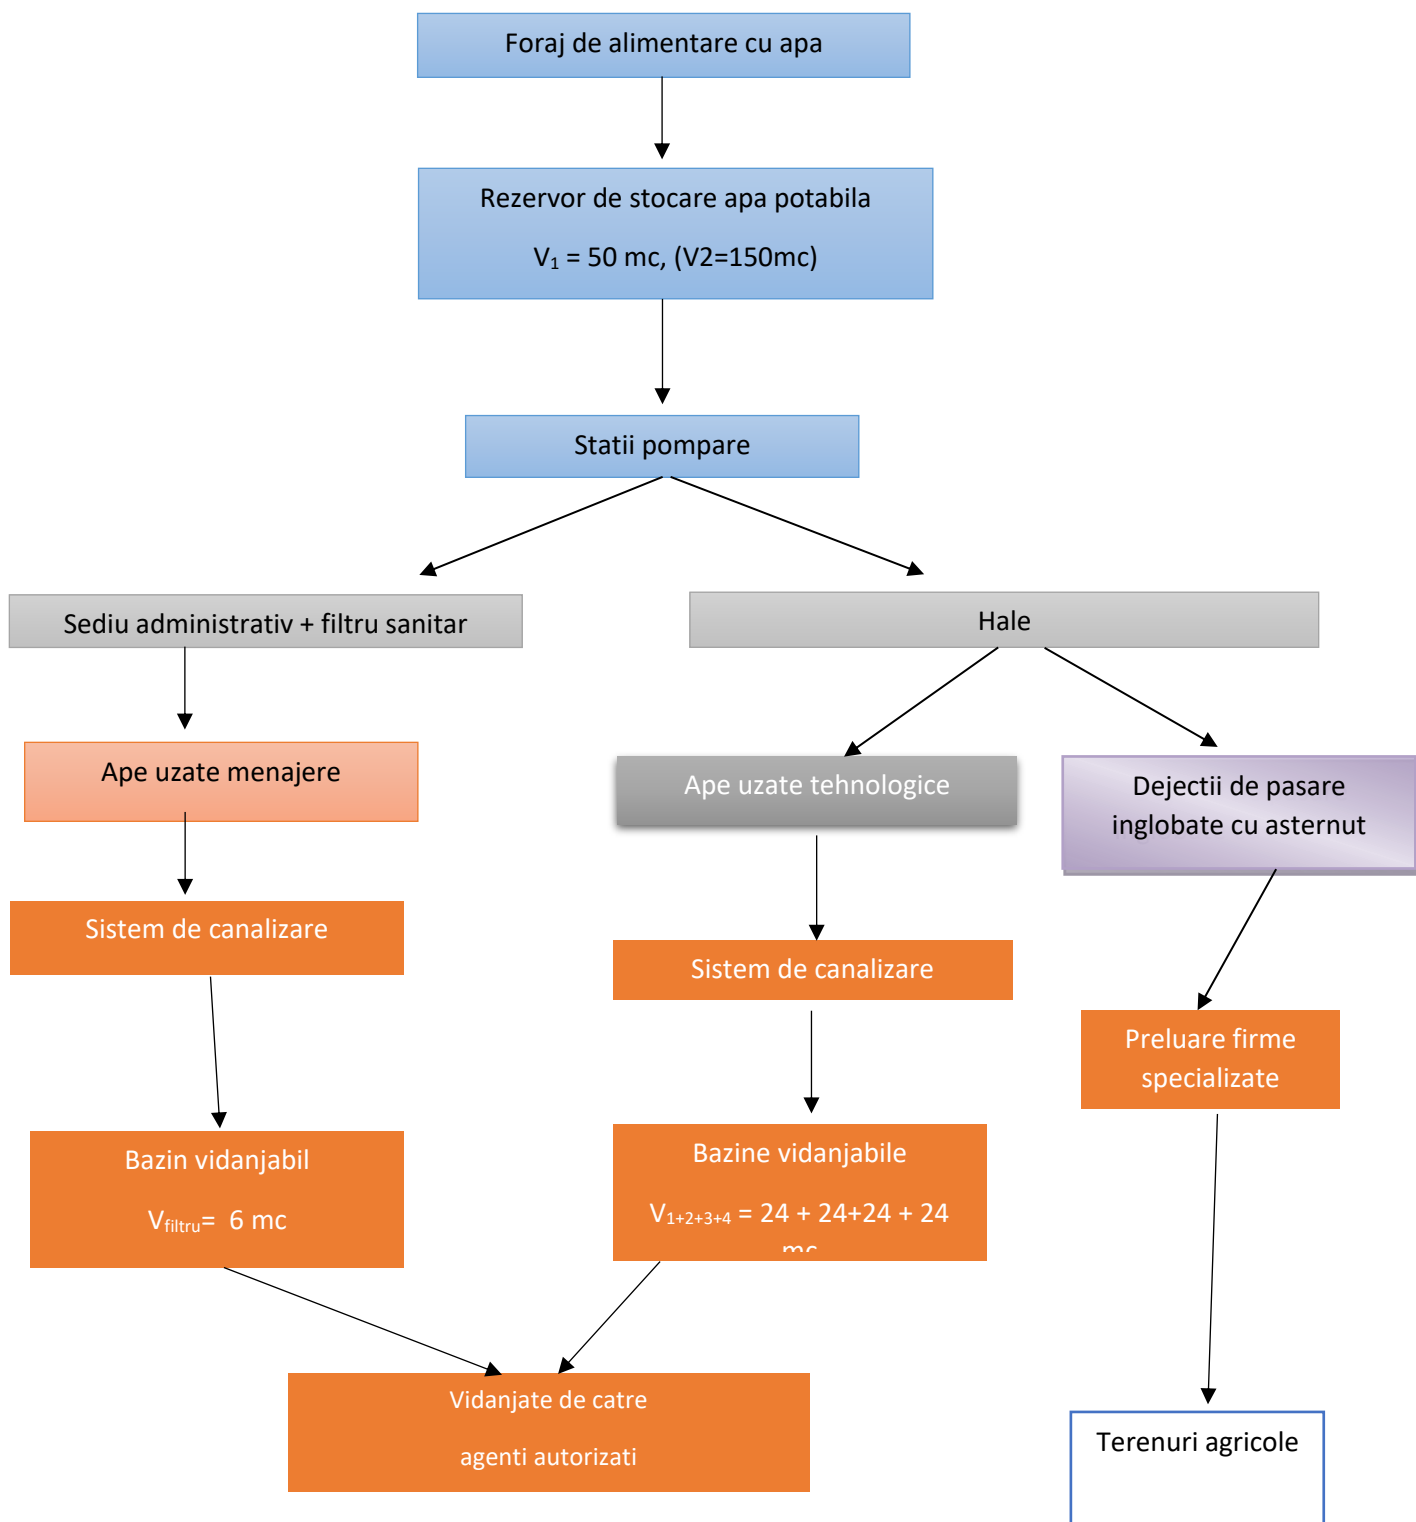 Foraj de alimentare cu apa
Rezervor de stocare apa potabila
V₁ = 50 mc, (V2=150mc)
Statii pompare
Sediu administrativ + filtru sanitar
Hale
Ape uzate menajere
Ape uzate tehnologice
Dejectii de pasare
inglobate cu asternut
Sistem de canalizare
Sistem de canalizare
Preluare firme
specializate
Bazin vidanjabil
V_filtru= 6 mc
Bazine vidanjabile
V₁₊₂₊₃₊₄ = 24 + 24+24 + 24
mc
Vidanjate de catre
agenti autorizati
Terenuri agricole